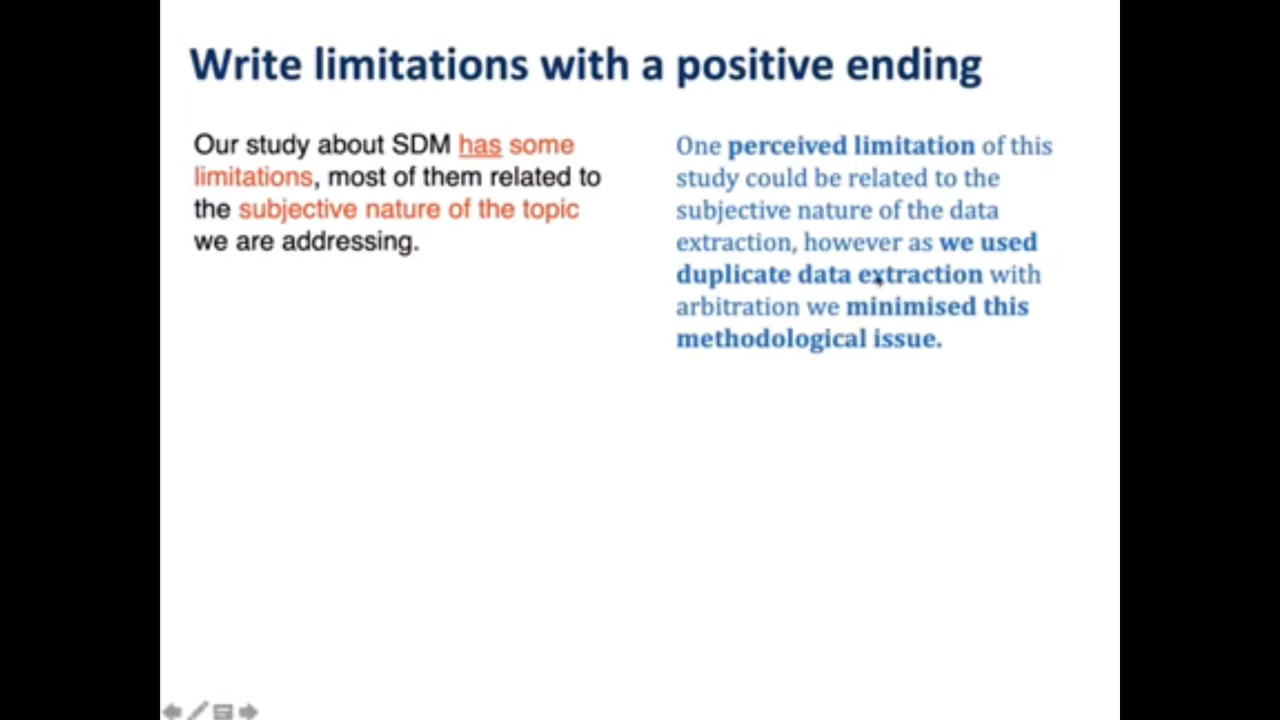 Write limitations with a positive ending
Our study about SDM has some
limitations, most of them related to
the subjective nature of the topic
we are addressing.
One perceived limitation of this
study could be related to the
subjective nature of the data
extraction, however as we used
duplicate data extraction with
arbitration we minimised this
methodological issue.